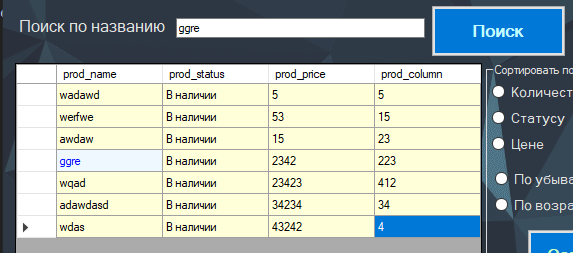 Поиск по названию ggre Поиск
prod_name prod_status prod_price prod_column
wadawd В наличии 5 5
werfwe В наличии 53 15
awdaw В наличии 15 23
ggre В наличии 2342 223
wqad В наличии 23423 412
adawdasd В наличии 34234 34
wdas В наличии 43242 4
Сортировать по
Количест
Статусу
Цене
По убыва
По возра